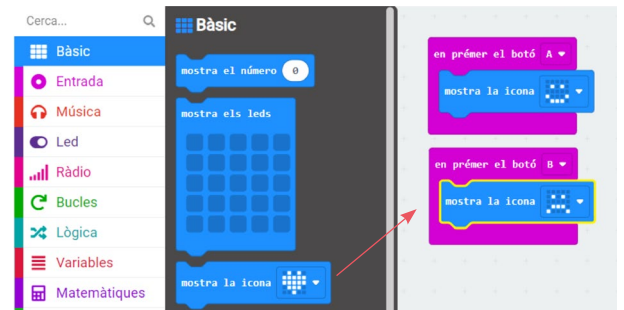 Cerca...
Bàsic
Entrada
Música
Led
Ràdio
Bucles
Lògica
Variables
Matemàtiques
Bàsic
mostra el número 0
mostra els leds
mostra la icona
en prémer el botó A
mostra la icona
en prémer el botó B
mostra la icona